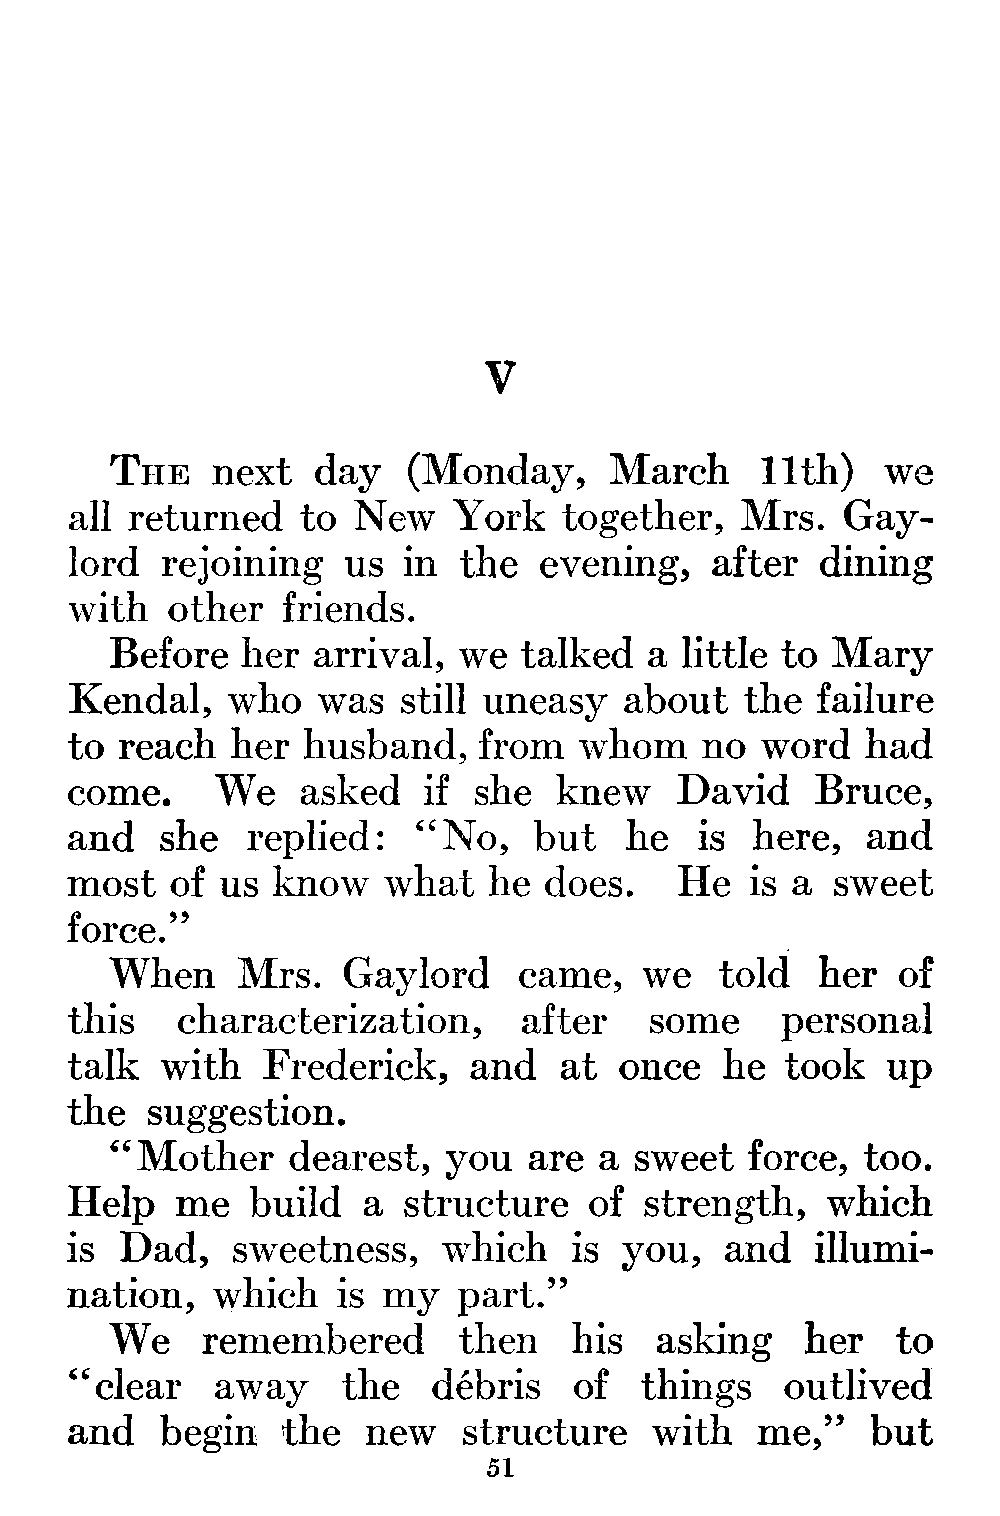 V
THE next day (Monday, March 11th) we
all returned to New York together, Mrs. Gay-
lord rejoining us in the evening, after dining
with other friends.
Before her arrival, we talked a little to Mary
Kendal, who was still uneasy about the failure
to reach her husband, from whom no word had
come. We asked if she knew David Bruce,
and she replied: “No, but he is here, and
most of us know what he does. He is a sweet
force.”
When Mrs. Gaylord came, we told her of
this characterization, after some personal
talk with Frederick, and at once he took up
the suggestion.
“Mother dearest, you are a sweet force, too.
Help me build a structure of strength, which
is Dad, sweetness, which is you, and illumi-
nation, which is my part.”
We remembered then his asking her to
“clear away the débris of things outlived
and begin the new structure with me,” but
51